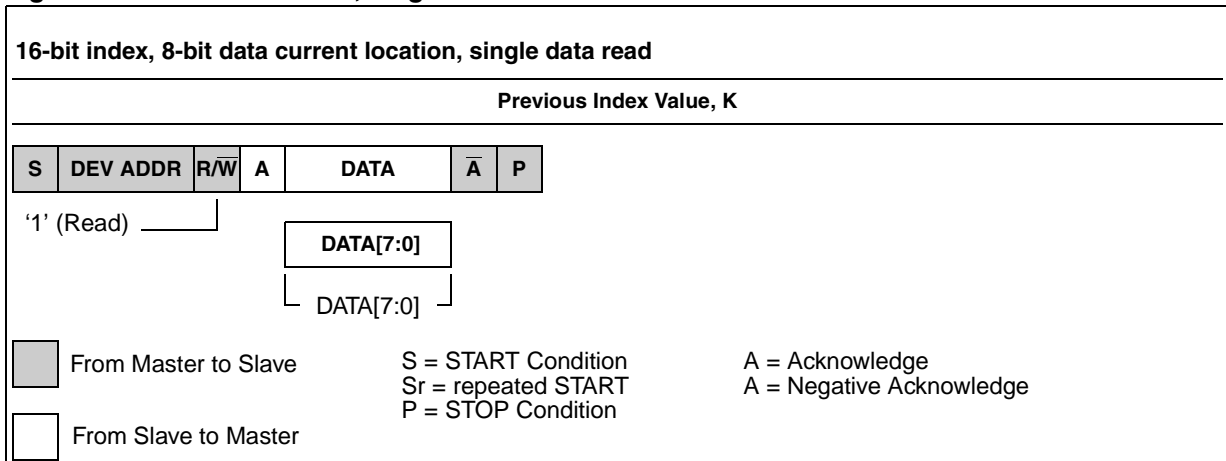 16-bit index, 8-bit data current location, single data read
Previous Index Value, K
S DEV ADDR R/W̅ A DATA A̅ P
‘1’ (Read)
DATA[7:0]
DATA[7:0]
From Master to Slave
S = START Condition
A = Acknowledge
Sr = repeated START
A = Negative Acknowledge
P = STOP Condition
From Slave to Master